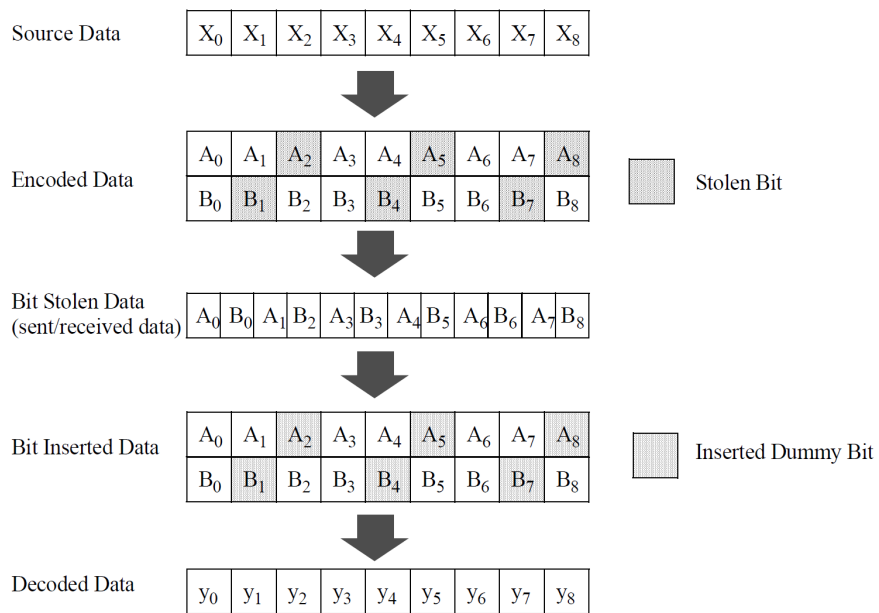 Source Data X₀ X₁ X₂ X₃ X₄ X₅ X₆ X₇ X₈
A₀ A₁ A₂ A₃ A₄ A₅ A₆ A₇ A₈
Encoded Data
Stolen Bit
B₀ B₁ B₂ B₃ B₄ B₅ B₆ B₇ B₈
Bit Stolen Data
(sent/received data)
A₀ B₀ A₁ B₂ A₃ B₃ A₄ B₅ A₆ B₆ A₇ B₈
A₀ A₁ A₂ A₃ A₄ A₅ A₆ A₇ A₈
Bit Inserted Data
Inserted Dummy Bit
B₀ B₁ B₂ B₃ B₄ B₅ B₆ B₇ B₈
Decoded Data y₀ y₁ y₂ y₃ y₄ y₅ y₆ y₇ y₈